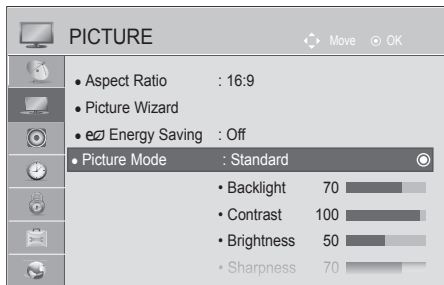 PICTURE
Move ⊙ OK
• Aspect Ratio : 16:9
• Picture Wizard
• Energy Saving : Off
• Picture Mode : Standard
• Backlight 70
• Contrast 100
• Brightness 50
• Sharpness 70